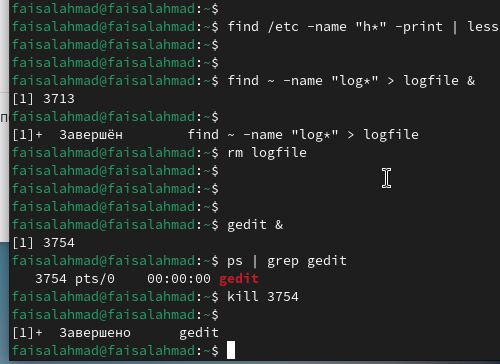 faisalahmad@faisalahmad:~$
faisalahmad@faisalahmad:~$ find /etc -name "h*" -print | less
faisalahmad@faisalahmad:~$
faisalahmad@faisalahmad:~$
faisalahmad@faisalahmad:~$ find ~ -name "log*" > logfile &
[1] 3713
faisalahmad@faisalahmad:~$
[1]+  Завершён        find ~ -name "log*" > logfile
faisalahmad@faisalahmad:~$ rm logfile
faisalahmad@faisalahmad:~$
faisalahmad@faisalahmad:~$
faisalahmad@faisalahmad:~$
faisalahmad@faisalahmad:~$ gedit &
[1] 3754
faisalahmad@faisalahmad:~$ ps | grep gedit
   3754 pts/0    00:00:00 gedit
faisalahmad@faisalahmad:~$ kill 3754
faisalahmad@faisalahmad:~$
[1]+  Завершено      gedit
faisalahmad@faisalahmad:~$